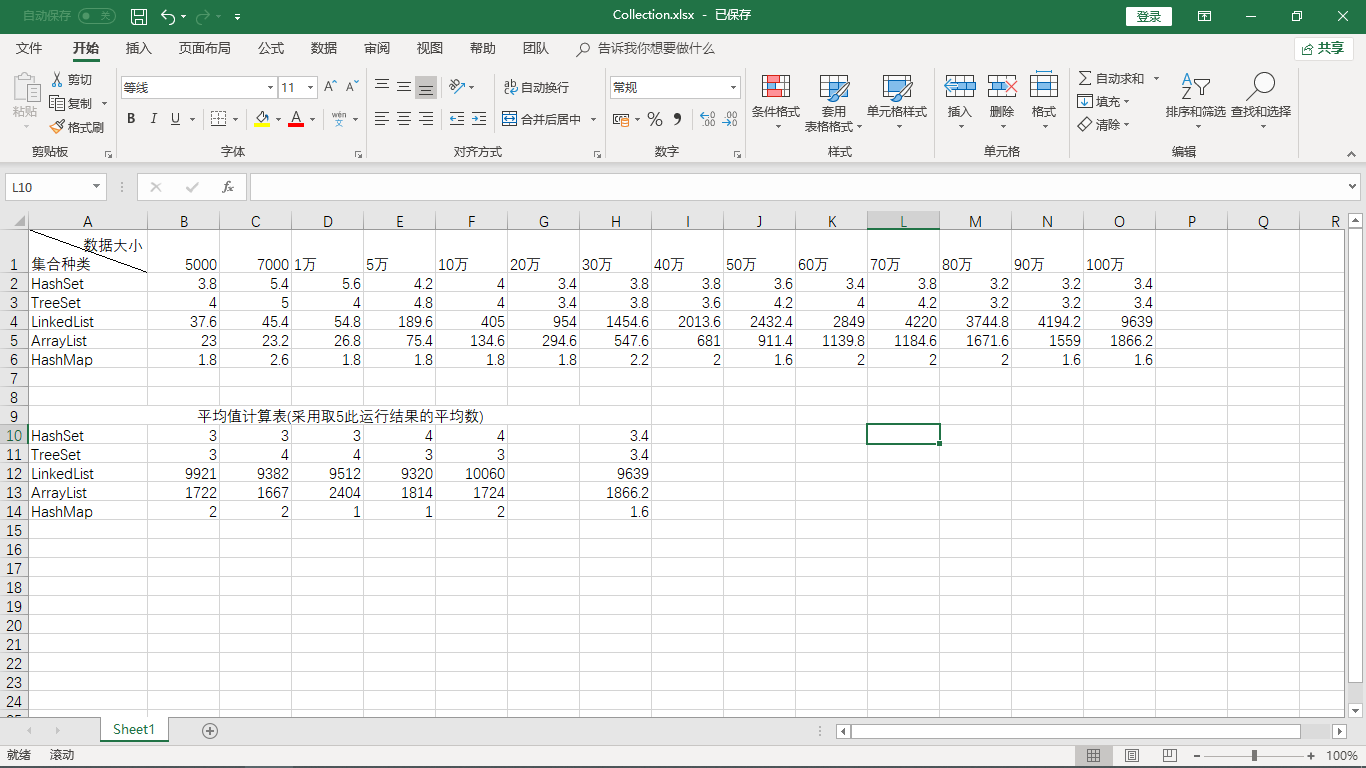 自动保存 关 Collection.xlsx - 已保存 登录
文件 开始 插入 页面布局 公式 数据 审阅 视图 帮助 团队 告诉我你想要做什么 共享
粘贴 剪切 复制 格式刷 剪贴板
等线 11 B I U A A A wén 文 字体
自动换行 合并后居中 对齐方式
常规 % 数字
条件格式 套用 表格格式 单元格样式 样式
插入 删除 格式 单元格
自动求和 填充 清除 排序和筛选 查找和选择 编辑
L10 fx
A B C D E F G H I J K L M N O P Q R
数据大小
1 集合种类 5000 7000 1万 5万 10万 20万 30万 40万 50万 60万 70万 80万 90万 100万
2 HashSet 3.8 5.4 5.6 4.2 4 3.4 3.8 3.8 3.6 3.4 3.8 3.2 3.2 3.4
3 TreeSet 4 5 4 4.8 4 3.4 3.8 3.6 4.2 4 4.2 3.2 3.2 3.4
4 LinkedList 37.6 45.4 54.8 189.6 405 954 1454.6 2013.6 2432.4 2849 4220 3744.8 4194.2 9639
5 ArrayList 23 23.2 26.8 75.4 134.6 294.6 547.6 681 911.4 1139.8 1184.6 1671.6 1559 1866.2
6 HashMap 1.8 2.6 1.8 1.8 1.8 1.8 2.2 2 1.6 2 2 2 1.6 1.6
7
8
9 平均值计算表(采用取5此运行结果的平均数)
10 HashSet 3 3 3 4 4 3.4
11 TreeSet 3 4 4 3 3 3.4
12 LinkedList 9921 9382 9512 9320 10060 9639
13 ArrayList 1722 1667 2404 1814 1724 1866.2
14 HashMap 2 2 1 1 2 1.6
15
16
17
18
19
20
21
22
23
24
Sheet1
就绪 滚动 100%